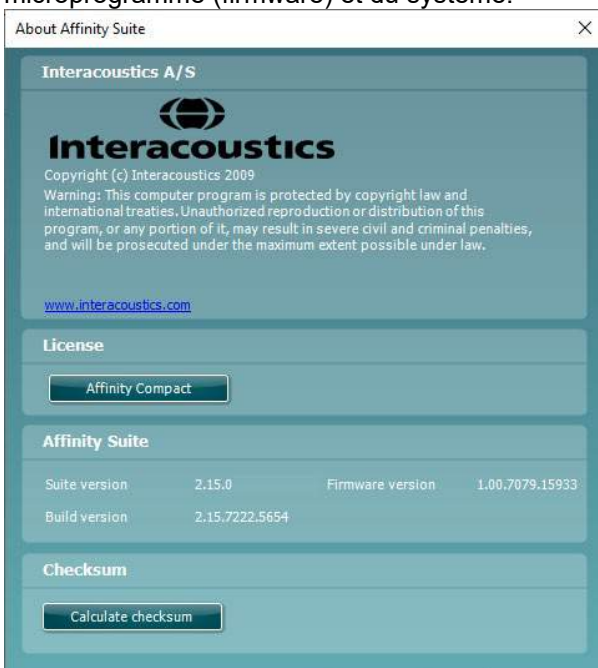 microprogramme (firmware) et du système.
About Affinity Suite
Interacoustics A/S
Interacoustics
Copyright (c) Interacoustics 2009
Warning: This computer program is protected by copyright law and
international treaties. Unauthorized reproduction or distribution of this
program, or any portion of it, may result in severe civil and criminal penalties,
and will be prosecuted under the maximum extent possible under law.
www.interacoustics.com
License
Affinity Compact
Affinity Suite
Suite version 2.15.0 Firmware version 1.00.7079.15933
Build version 2.15.7222.5654
Checksum
Calculate checksum